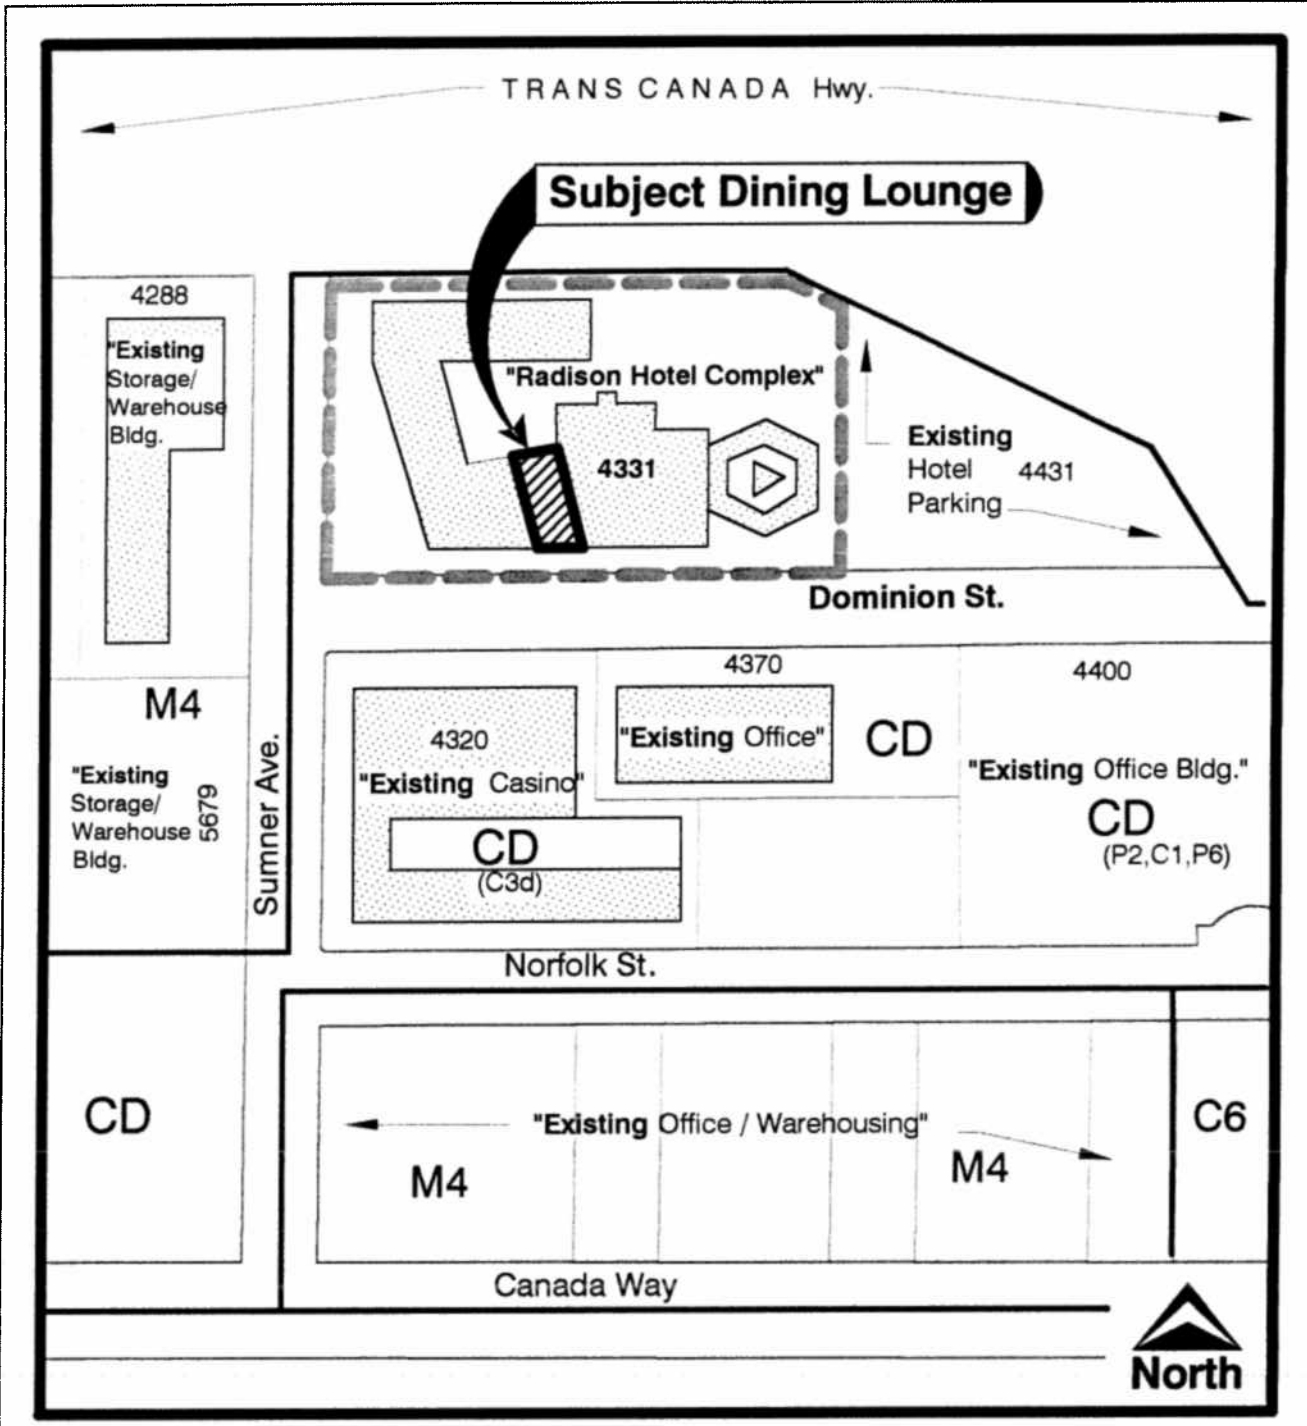 TRANS CANADA Hwy.
Subject Dining Lounge
4288
"Existing
Storage/
Warehouse
Bldg.
"Radison Hotel Complex"
4331
Existing
Hotel 4431
Parking
Dominion St.
M4
"Existing
Storage/
Warehouse
Bldg.
5679
Sumner Ave.
4320
"Existing Casino"
CD
(C3d)
4370
"Existing Office"
CD
4400
"Existing Office Bldg."
CD
(P2,C1,P6)
Norfolk St.
CD
"Existing Office / Warehousing"
M4
M4
C6
Canada Way
North